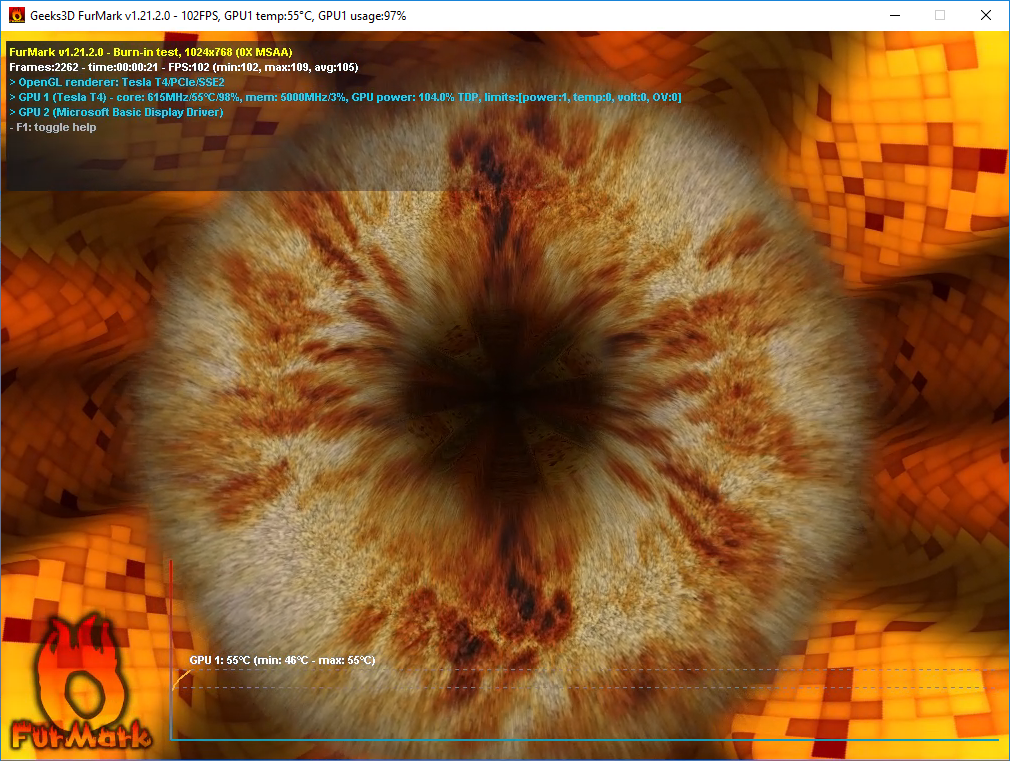 Geeks3D FurMark v1.21.2.0 - 102FPS, GPU1 temp:55°C, GPU1 usage:97%
FurMark v1.21.2.0 - Burn-in test, 1024x768 (0X MSAA)
Frames:2262 - time:00:00:21 - FPS:102 (min:102, max:109, avg:105)
> OpenGL renderer: Tesla T4/PCIe/SSE2
> GPU 1 (Tesla T4) - core: 615MHz/55°C/98%, mem: 5000MHz/3%, GPU power: 104.0% TDP, limits:[power:1, temp:0, volt:0, OV:0]
> GPU 2 (Microsoft Basic Display Driver)
- F1: toggle help
GPU 1: 55°C (min: 46°C - max: 55°C)
FurMark